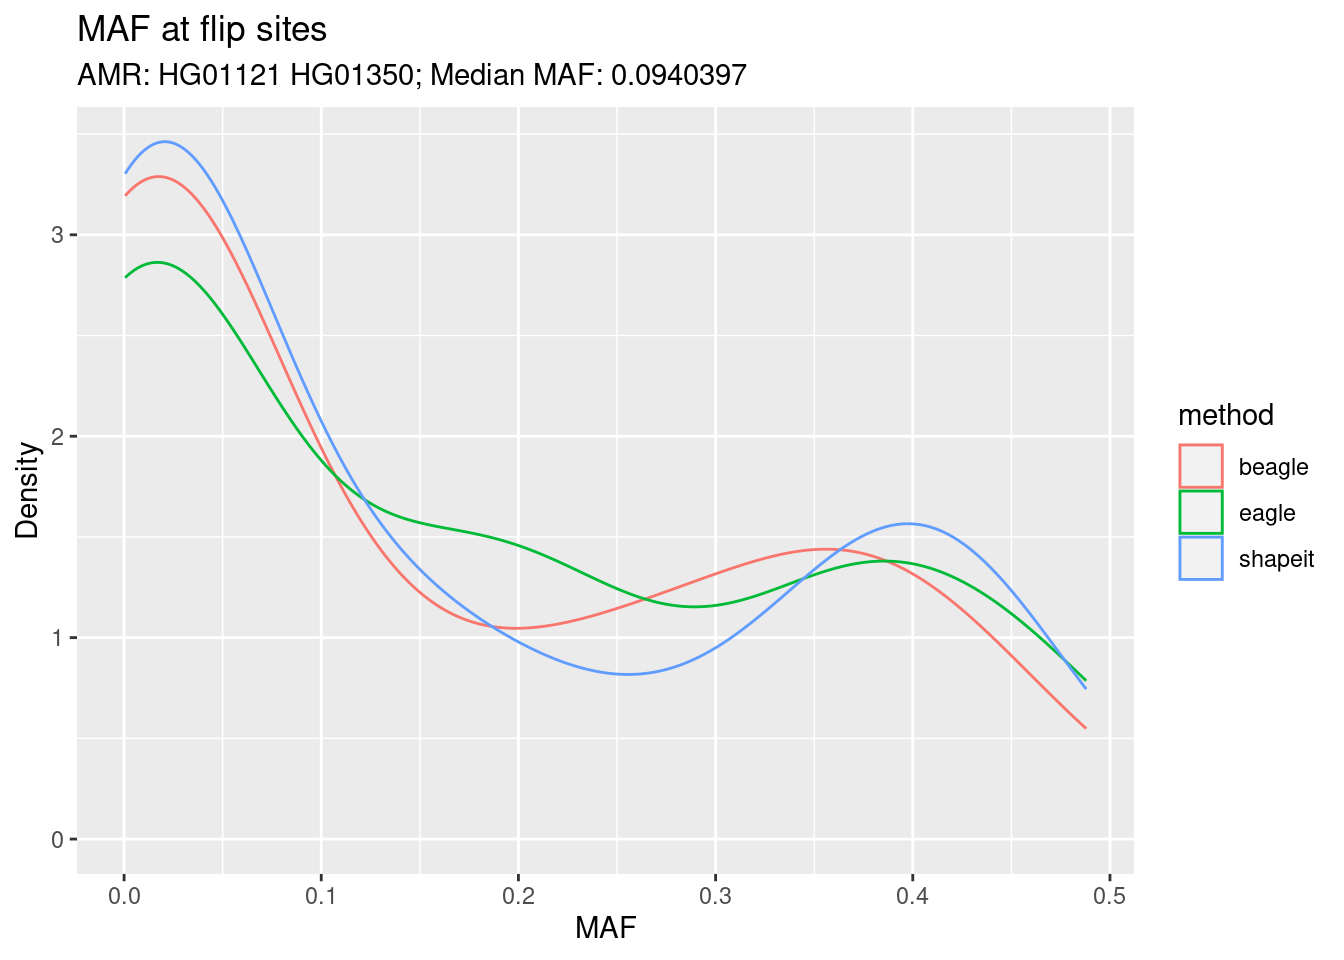 MAF at flip sites
AMR: HG01121 HG01350; Median MAF: 0.0940397
Density
3
2
1
0
0.0
0.1
0.2
0.3
0.4
0.5
MAF
method
beagle
eagle
shapeit